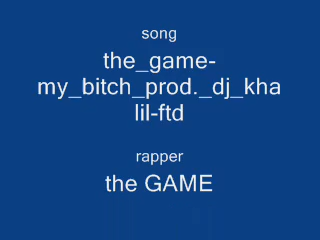 song
the_game-
my_bitch_prod._dj_kha
lil-ftd
rapper
the GAME